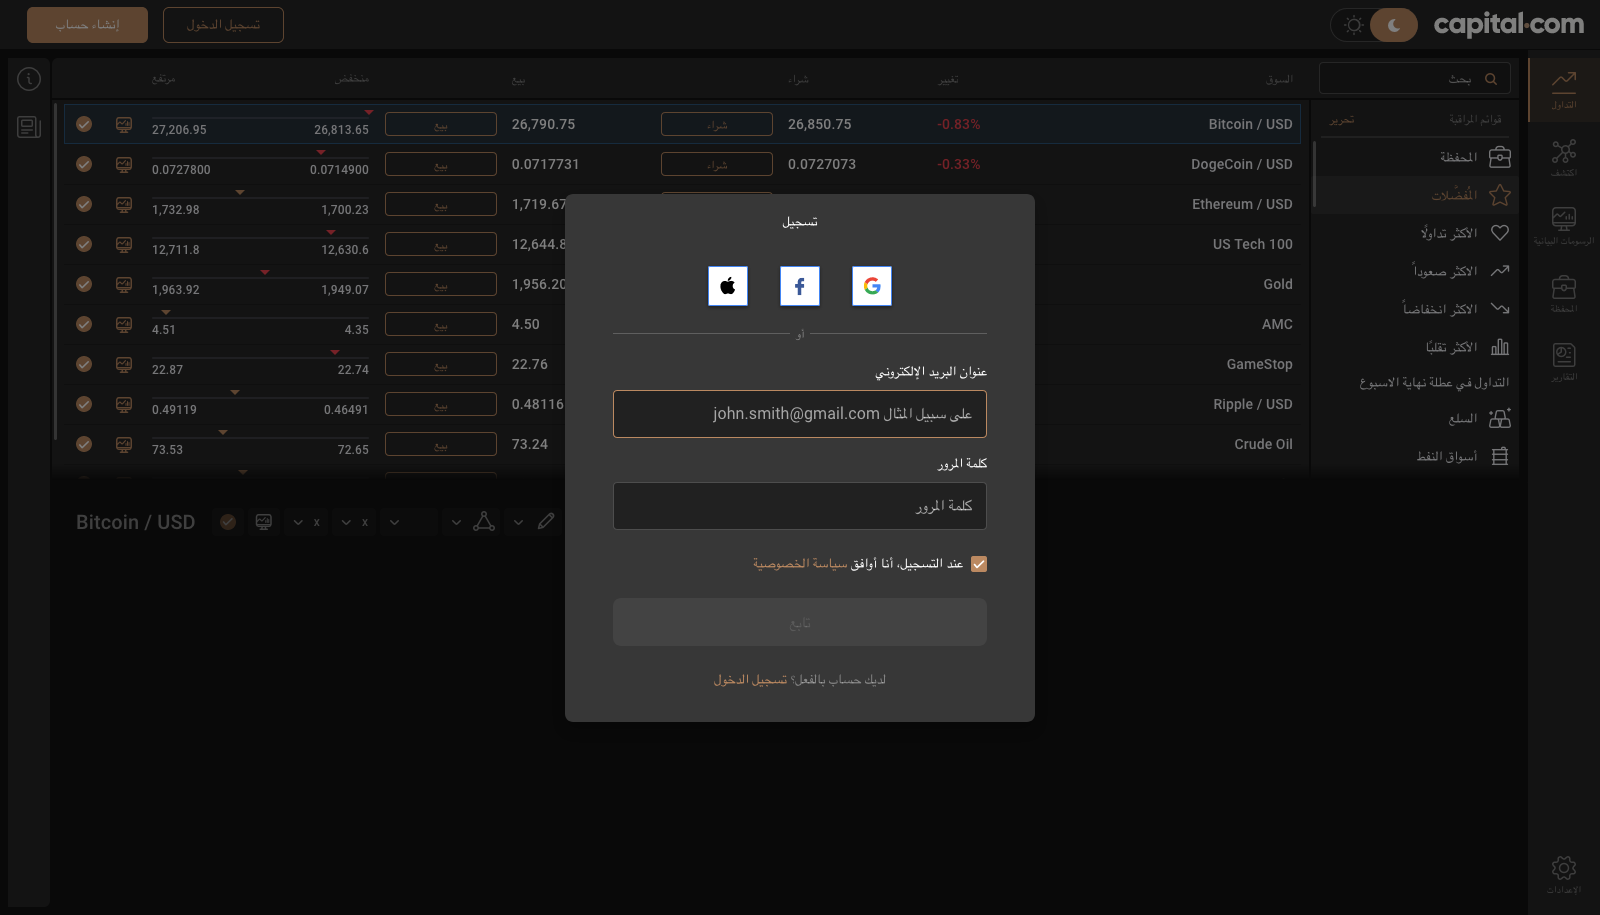 capital.com
تسجيل الدخول
إنشاء حساب
التداول
اكتشف
الرسومات البيانية
المحفظة
التقارير
الإعدادات
بحث
قوائم المراقبة
تحرير
المحفظة
المُفضَّلات
الأكثر تداولًا
الأكثر صعوداً
الأكثر انخفاضاً
الأكثر تقلبًا
التداول في عطلة نهاية الاسبوع
السلع
أسواق النفط
السوق تغيير شراء بيع منخفض مرتفع
Bitcoin / USD -0.83% 26,850.75 شراء 26,790.75 بيع 26,813.65 27,206.95
DogeCoin / USD -0.33% 0.0727073 شراء 0.0717731 بيع 0.0714900 0.0727800
Ethereum / USD 1,719.67 بيع 1,700.23 1,732.98
US Tech 100 12,644.8 بيع 12,630.6 12,711.8
Gold 1,956.20 بيع 1,949.07 1,963.92
AMC 4.50 بيع 4.35 4.51
GameStop 22.76 بيع 22.74 22.87
Ripple / USD 0.48116 بيع 0.46491 0.49119
Crude Oil 73.24 بيع 72.65 73.53
Bitcoin / USD x x
تسجيل
أو
عنوان البريد الإلكتروني
على سبيل المثال john.smith@gmail.com
كلمة المرور
كلمة المرور
عند التسجيل، أنا أوافق سياسة الخصوصية
تابع
لديك حساب بالفعل؟ تسجيل الدخول